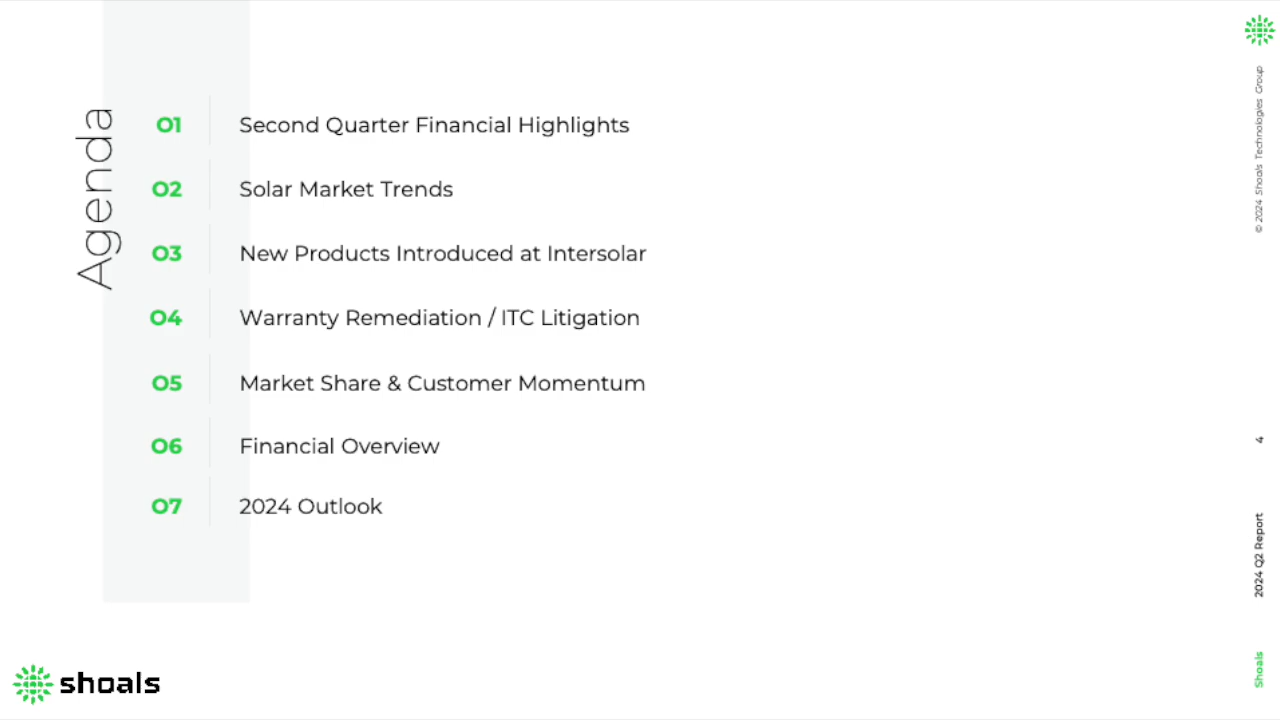 Agenda
01 Second Quarter Financial Highlights
02 Solar Market Trends
03 New Products Introduced at Intersolar
04 Warranty Remediation / ITC Litigation
05 Market Share & Customer Momentum
06 Financial Overview
07 2024 Outlook
© 2024 Shoals Technologies Group
4
2024 Q2 Report
Shoals
shoals